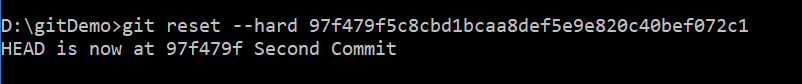 D:\gitDemo>git reset --hard 97f479f5c8cbd1bcaa8def5e9e820c40bef072c1
HEAD is now at 97f479f Second Commit